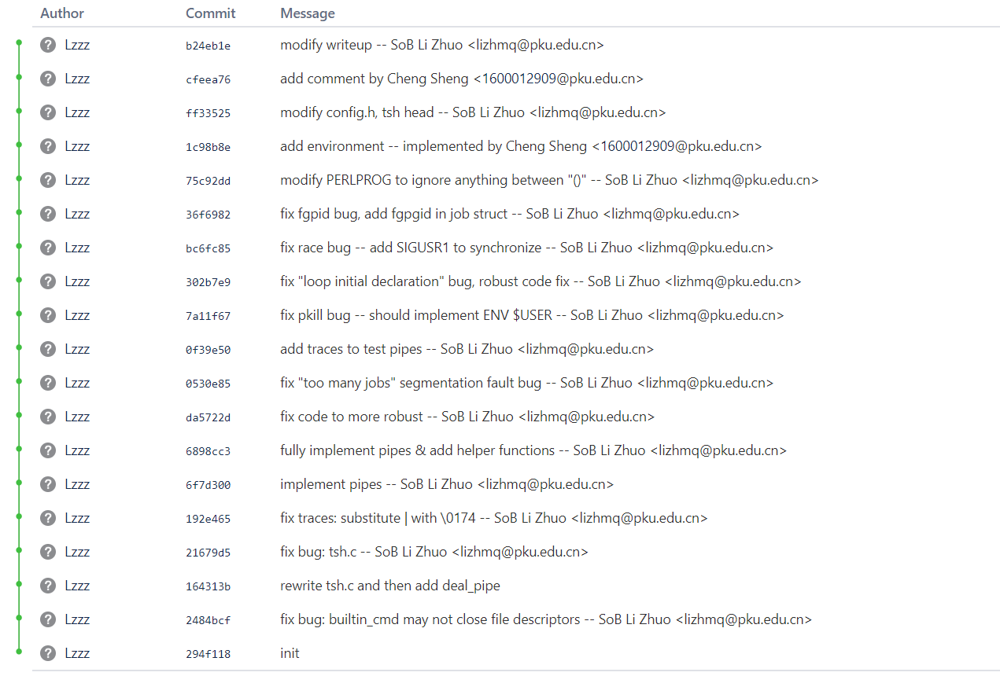 Author Commit Message
? Lzzz b24eb1e modify writeup -- SoB Li Zhuo <lizhmq@pku.edu.cn>
? Lzzz cfeea76 add comment by Cheng Sheng <1600012909@pku.edu.cn>
? Lzzz ff33525 modify config.h, tsh head -- SoB Li Zhuo <lizhmq@pku.edu.cn>
? Lzzz 1c98b8e add environment -- implemented by Cheng Sheng <1600012909@pku.edu.cn>
? Lzzz 75c92dd modify PERLPROG to ignore anything between "()" -- SoB Li Zhuo <lizhmq@pku.edu.cn>
? Lzzz 36f6982 fix fgpid bug, add fgpgid in job struct -- SoB Li Zhuo <lizhmq@pku.edu.cn>
? Lzzz bc6fc85 fix race bug -- add SIGUSR1 to synchronize -- SoB Li Zhuo <lizhmq@pku.edu.cn>
? Lzzz 302b7e9 fix "loop initial declaration" bug, robust code fix -- SoB Li Zhuo <lizhmq@pku.edu.cn>
? Lzzz 7a11f67 fix pkill bug -- should implement ENV $USER -- SoB Li Zhuo <lizhmq@pku.edu.cn>
? Lzzz 0f39e50 add traces to test pipes -- SoB Li Zhuo <lizhmq@pku.edu.cn>
? Lzzz 0530e85 fix "too many jobs" segmentation fault bug -- SoB Li Zhuo <lizhmq@pku.edu.cn>
? Lzzz da5722d fix code to more robust -- SoB Li Zhuo <lizhmq@pku.edu.cn>
? Lzzz 6898cc3 fully implement pipes & add helper functions -- SoB Li Zhuo <lizhmq@pku.edu.cn>
? Lzzz 6f7d300 implement pipes -- SoB Li Zhuo <lizhmq@pku.edu.cn>
? Lzzz 192e465 fix traces: substitute | with \0174 -- SoB Li Zhuo <lizhmq@pku.edu.cn>
? Lzzz 21679d5 fix bug: tsh.c -- SoB Li Zhuo <lizhmq@pku.edu.cn>
? Lzzz 164313b rewrite tsh.c and then add deal_pipe
? Lzzz 2484bcf fix bug: builtin_cmd may not close file descriptors -- SoB Li Zhuo <lizhmq@pku.edu.cn>
? Lzzz 294f118 init